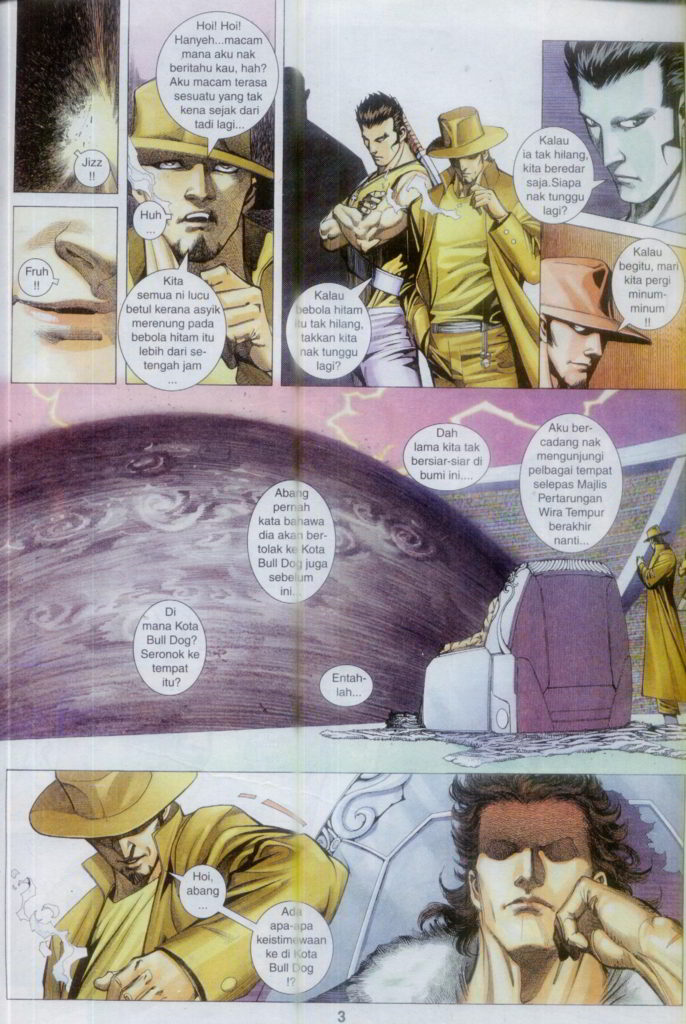 Jizz
!!
Hoi! Hoi!
Hanyeh...macam
mana aku nak
beritahu kau, hah?
Aku macam terasa
sesuatu yang tak
kena sejak dari
tadi lagi...
Fruh
!!
Huh
...
Kita
semua ni lucu
betul kerana asyik
merenung pada
bebola hitam itu
lebih dari se-
tengah jam
...
Kalau
bebola hitam
itu tak hilang,
takkan kita
nak tunggu
lagi?
Kalau
ia tak hilang,
kita beredar
saja.Siapa
nak tunggu
lagi?
Kalau
begitu, mari
kita pergi
minum-
minum
!!
Dah
lama kita tak
bersiar-siar di
bumi ini....
Aku ber-
cadang nak
mengunjungi
pelbagai tempat
selepas Majlis
Pertarungan
Wira Tempur
berakhir
nanti...
Abang
pernah
kata bahawa
dia akan ber-
tolak ke Kota
Bull Dog juga
sebelum
ini...
Di
mana Kota
Bull Dog?
Seronok ke
tempat
itu?
Entah-
lah...
Hoi,
abang
...
Ada
apa-apa
keistimewaan
ke di Kota
Bull Dog
!?
3